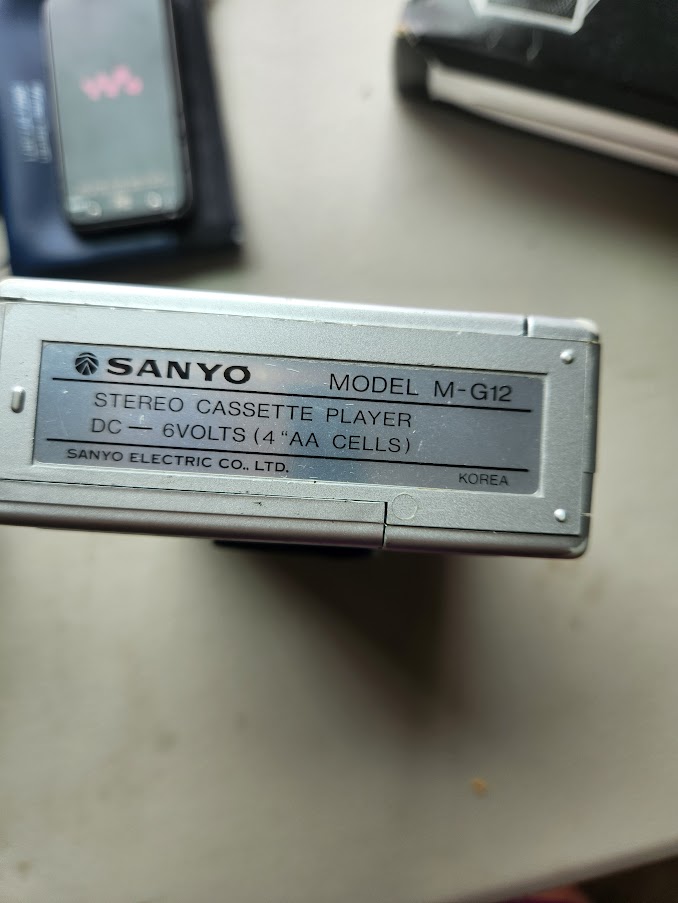 SANYO MODEL M-G12
STEREO CASSETTE PLAYER
DC — 6VOLTS (4 "AA CELLS)
SANYO ELECTRIC CO., LTD.
KOREA